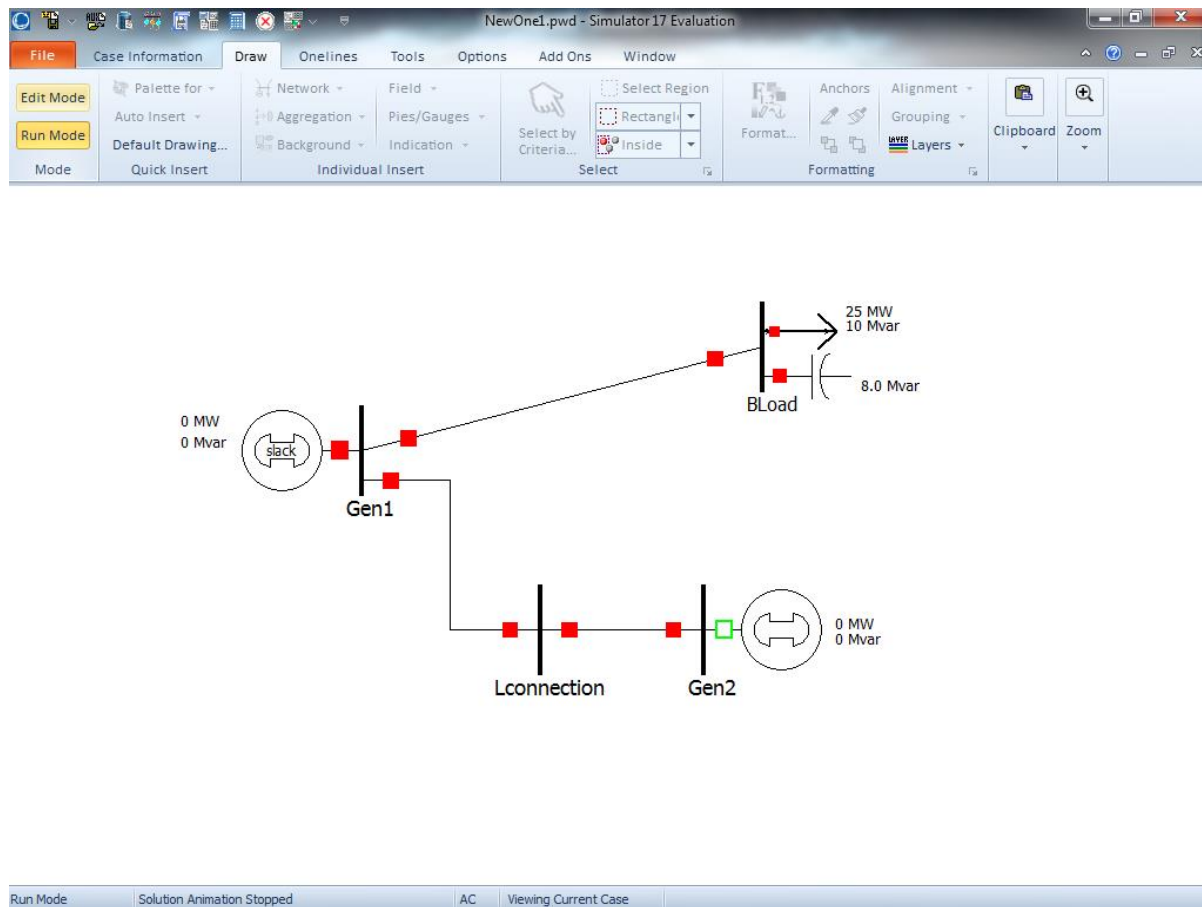 NewOne1.pwd - Simulator 17 Evaluation
File Case Information Draw Onelines Tools Options Add Ons Window
Edit Mode
Run Mode
Mode
Palette for
Auto Insert
Default Drawing...
Quick Insert
Network
Aggregation
Background
Field
Pies/Gauges
Indication
Individual Insert
Select by
Criteria...
Select Region
Rectangl
Inside
Select
Format...
Anchors
Alignment
Grouping
Layers
Formatting
Clipboard
Zoom
25 MW
10 Mvar
8.0 Mvar
BLoad
0 MW
0 Mvar
slack
Gen1
0 MW
0 Mvar
Lconnection
Gen2
Run Mode Solution Animation Stopped AC Viewing Current Case